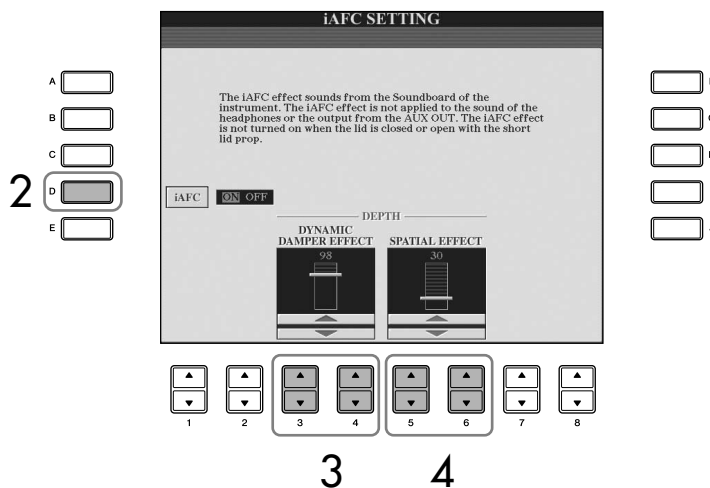 iAFC SETTING
The iAFC effect sounds from the Soundboard of the
instrument. The iAFC effect is not applied to the sound of the
headphones or the output from the AUX OUT. The iAFC effect
is not turned on when the lid is closed or open with the short
lid prop.
A
B
C
2 D
E
iAFC ON OFF
DEPTH
DYNAMIC
DAMPER EFFECT
SPATIAL EFFECT
98 30
1 2 3 4 5 6 7 8
3 4